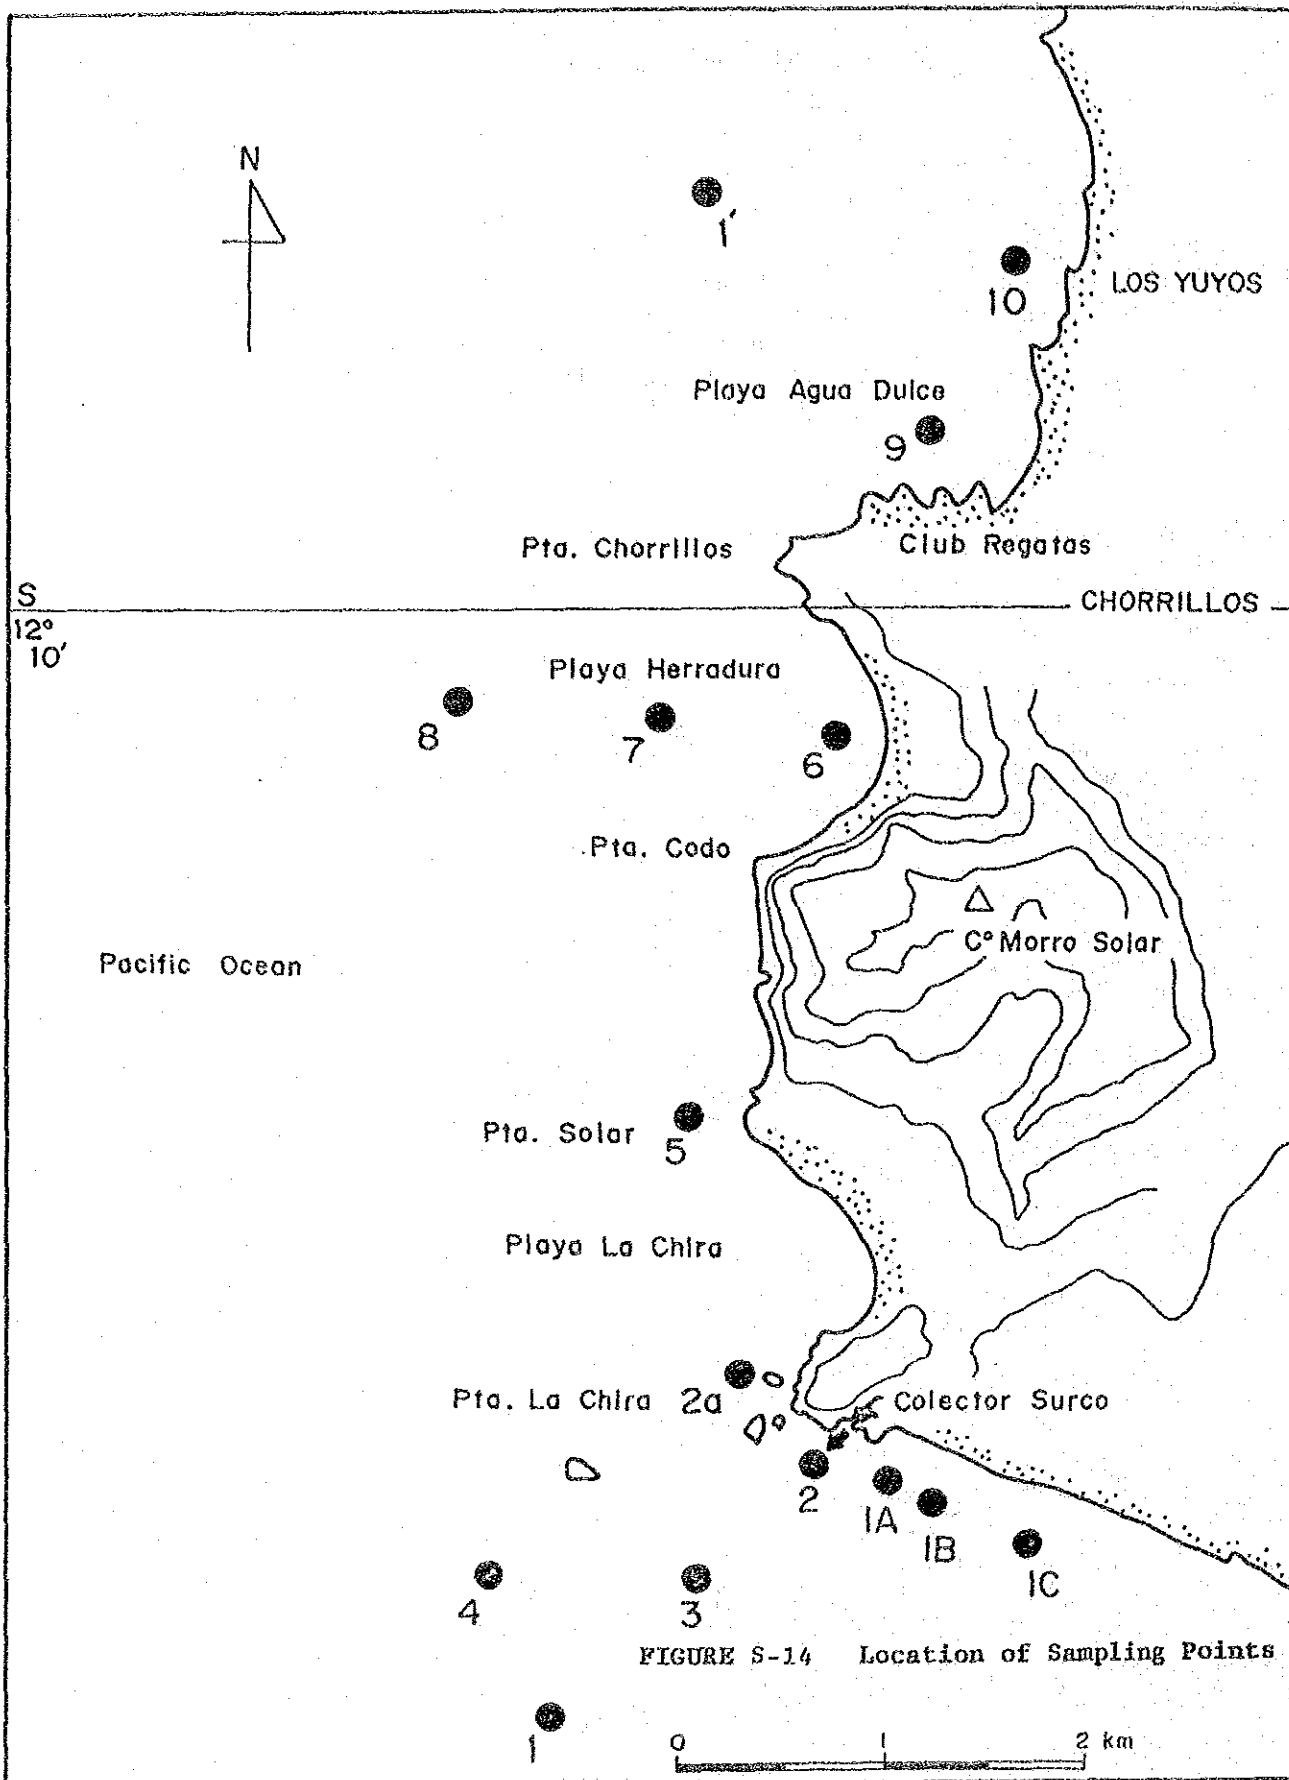 N
1′
10
LOS YUYOS
Playa Agua Dulce
9
Pta. Chorrillos
Club Regatas
S
CHORRILLOS
12°
10′
Playa Herradura
8
7
6
Pta. Codo
C° Morro Solar
Pacific Ocean
Pta. Solar
5
Playa La Chira
Pta. La Chira
2a
Colector Surco
2
1A
1B
1C
4
3
FIGURE S-14 Location of Sampling Points
1
0 1 2 km